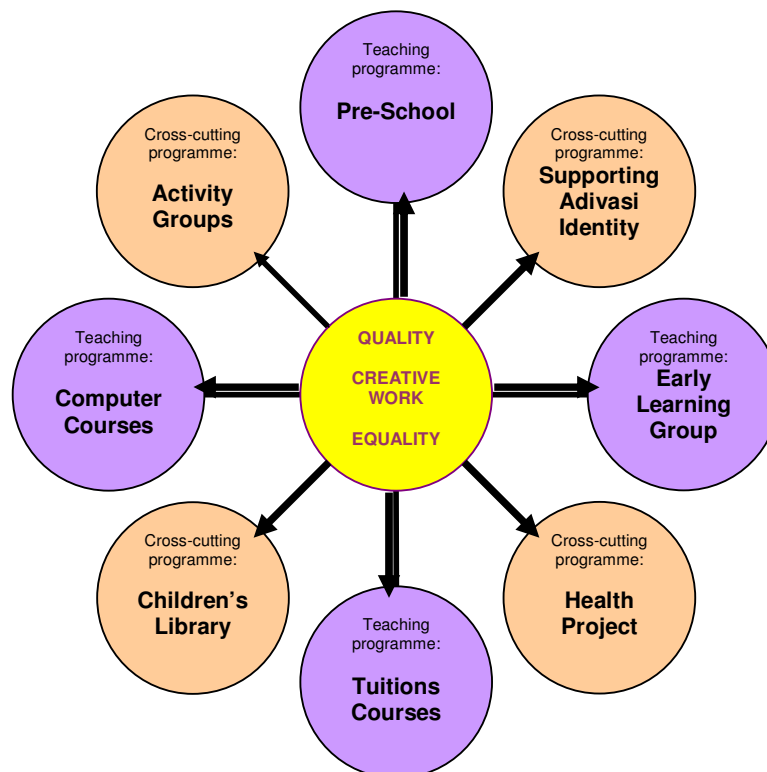 Teaching
programme:
Pre-School
Cross-cutting
programme:
Activity
Groups
Cross-cutting
programme:
Supporting
Adivasi
Identity
QUALITY
CREATIVE
WORK
EQUALITY
Teaching
programme:
Computer
Courses
Teaching
programme:
Early
Learning
Group
Cross-cutting
programme:
Children’s
Library
Cross-cutting
programme:
Health
Project
Teaching
programme:
Tuitions
Courses